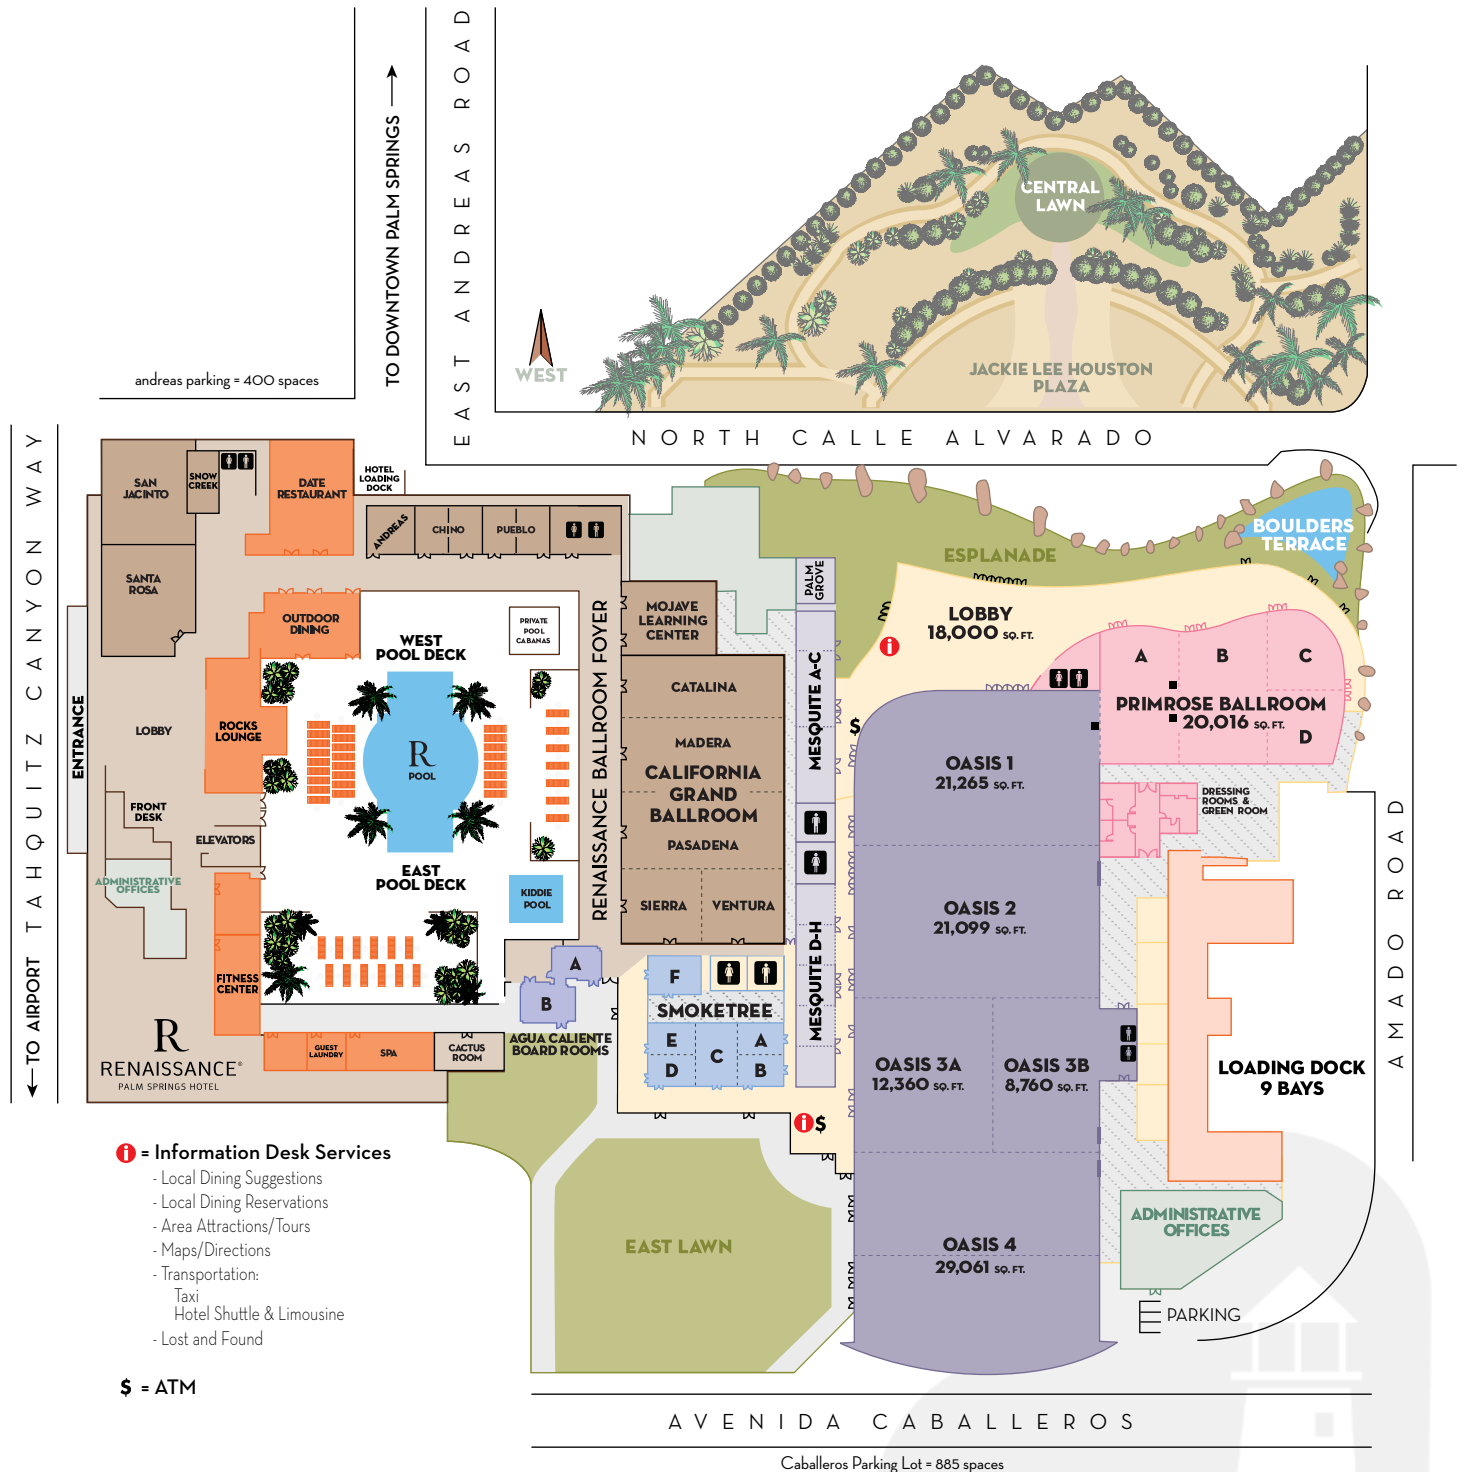 EAST ANDREAS ROAD
TO DOWNTOWN PALM SPRINGS
CENTRAL
LAWN
JACKIE LEE HOUSTON
PLAZA
WEST
andreas parking = 400 spaces
NORTH CALLE ALVARADO
TAHQUITZ CANYON WAY
TO AIRPORT
ENTRANCE
SAN
JACINTO
SNOW
CREEK
DATE
RESTAURANT
HOTEL
LOADING
DOCK
ANDREAS
CHINO
PUEBLO
SANTA
ROSA
OUTDOOR
DINING
WEST
POOL DECK
PRIVATE
POOL
CABANAS
RENAISSANCE BALLROOM FOYER
MOJAVE
LEARNING
CENTER
PALM
GROVE
ESPLANADE
BOULDERS
TERRACE
LOBBY
18,000 SQ. FT.
i
A
B
C
PRIMROSE BALLROOM
20,016 SQ. FT.
D
MESQUITE A-C
$
CATALINA
MADERA
CALIFORNIA
GRAND
BALLROOM
PASADENA
SIERRA
VENTURA
LOBBY
ROCKS
LOUNGE
R
POOL
FRONT
DESK
ELEVATORS
ADMINISTRATIVE
OFFICES
EAST
POOL DECK
KIDDIE
POOL
OASIS 1
21,265 SQ. FT.
DRESSING
ROOMS &
GREEN ROOM
AMADO ROAD
OASIS 2
21,099 SQ. FT.
MESQUITE D-H
FITNESS
CENTER
A
B
AGUA CALIENTE
BOARD ROOMS
F
SMOKETREE
E
D
C
A
B
R
RENAISSANCE®
PALM SPRINGS HOTEL
GUEST
LAUNDRY
SPA
CACTUS
ROOM
OASIS 3A
12,360 SQ. FT.
OASIS 3B
8,760 SQ. FT.
LOADING DOCK
9 BAYS
i $
i = Information Desk Services
- Local Dining Suggestions
- Local Dining Reservations
- Area Attractions/Tours
- Maps/Directions
- Transportation:
Taxi
Hotel Shuttle & Limousine
- Lost and Found
$ = ATM
EAST LAWN
OASIS 4
29,061 SQ. FT.
ADMINISTRATIVE
OFFICES
PARKING
AVENIDA CABALLEROS
Caballeros Parking Lot = 885 spaces